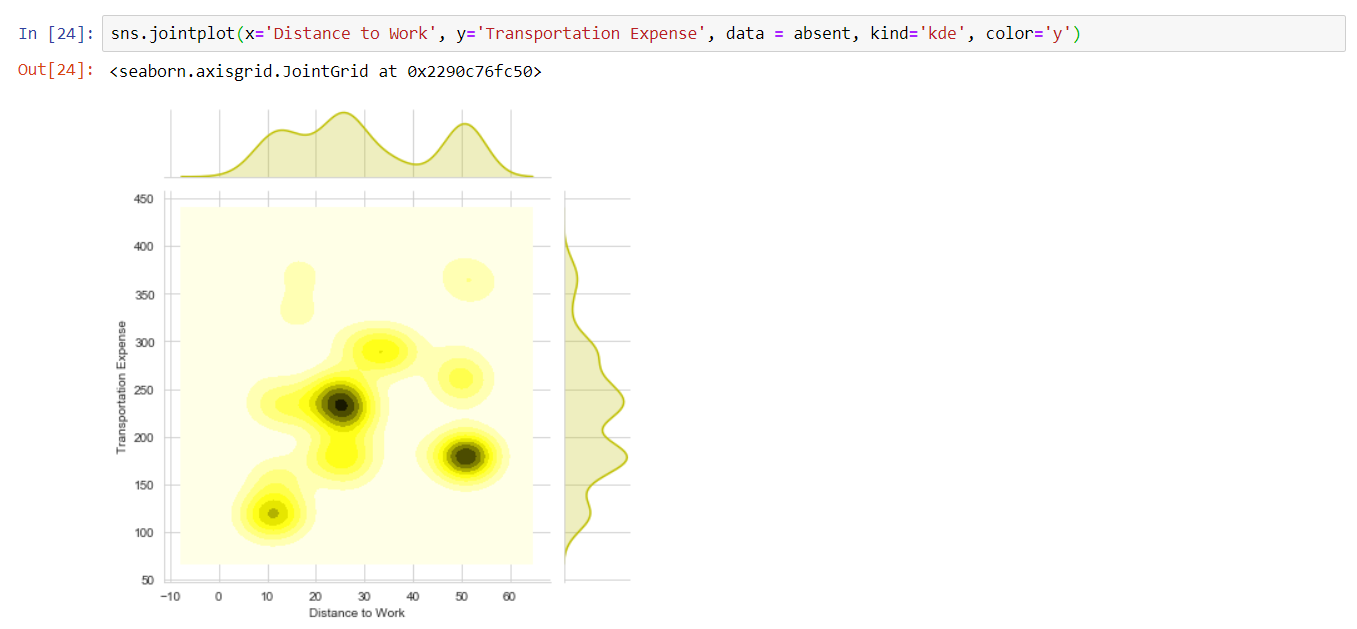 In [24]: sns.jointplot(x='Distance to Work', y='Transportation Expense', data = absent, kind='kde', color='y')
Out[24]: <seaborn.axisgrid.JointGrid at 0x2290c76fc50>
450
400
350
300
250
200
150
100
50
Transportation Expense
−10 0 10 20 30 40 50 60
Distance to Work